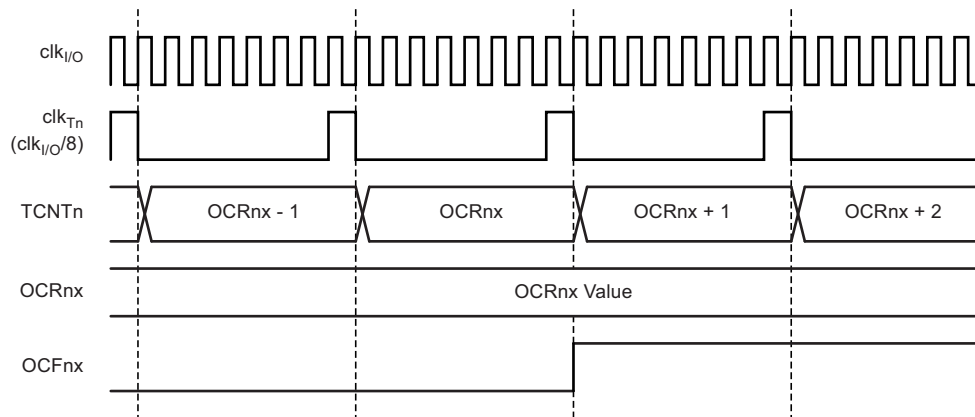 clkI/O
clkTn
(clkI/O/8)
TCNTn
OCRnx - 1
OCRnx
OCRnx + 1
OCRnx + 2
OCRnx
OCRnx Value
OCFnx